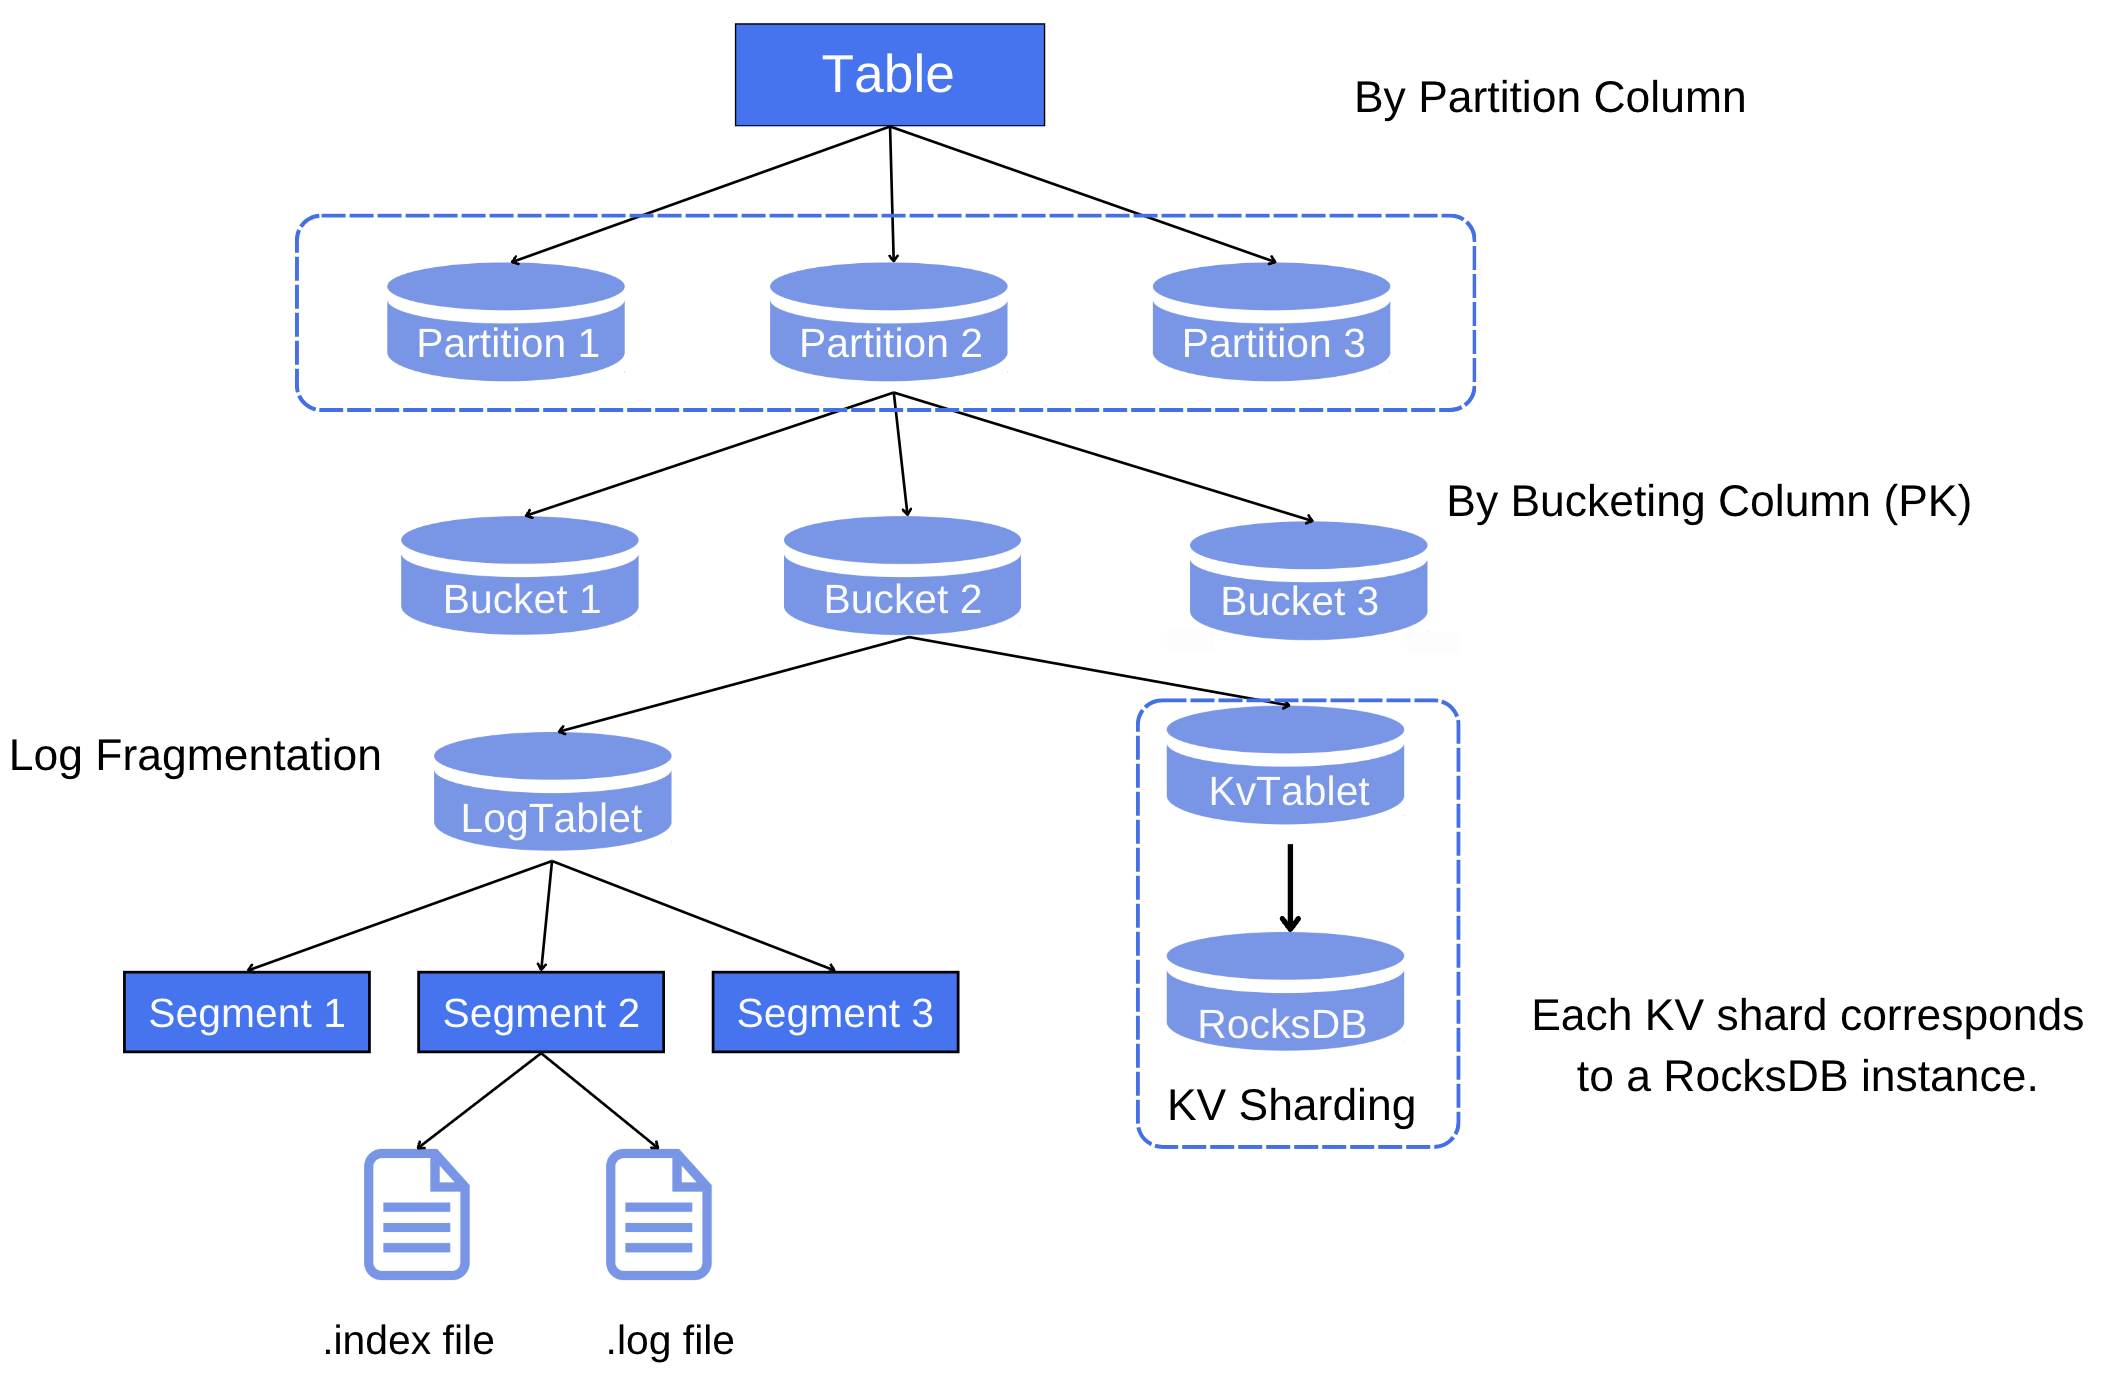 Table
By Partition Column
Partition 1
Partition 2
Partition 3
By Bucketing Column (PK)
Bucket 1
Bucket 2
Bucket 3
Log Fragmentation
LogTablet
KvTablet
Segment 1
Segment 2
Segment 3
RocksDB
KV Sharding
Each KV shard corresponds
to a RocksDB instance.
.index file
.log file